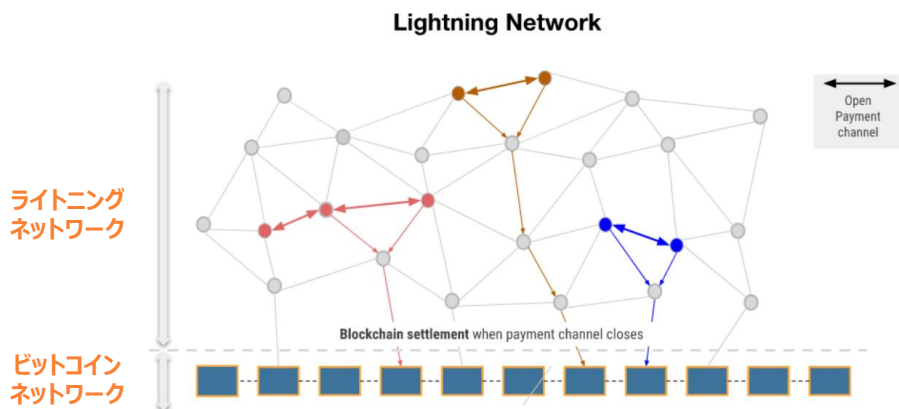 Lightning Network
Open
Payment
channel
ライトニング
ネットワーク
Blockchain settlement when payment channel closes
ビットコイン
ネットワーク